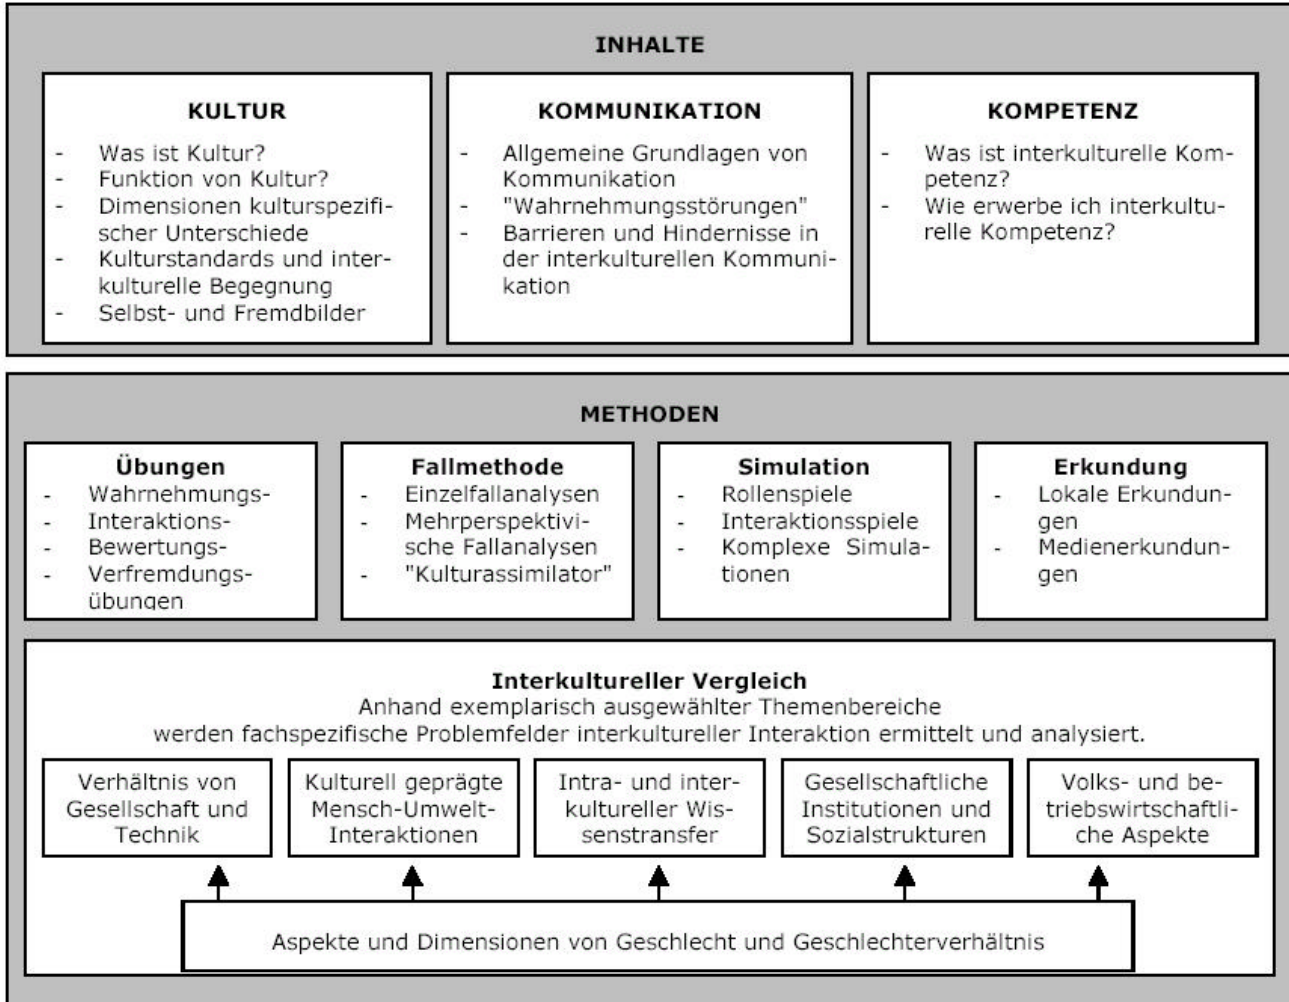 INHALTE
KULTUR
- Was ist Kultur?
- Funktion von Kultur?
- Dimensionen kulturspezifi-
scher Unterschiede
- Kulturstandards und inter-
kulturelle Begegnung
- Selbst- und Fremdbilder
KOMMUNIKATION
- Allgemeine Grundlagen von
Kommunikation
- "Wahrnehmungsstörungen"
- Barrieren und Hindernisse in
der interkulturellen Kommuni-
kation
KOMPETENZ
- Was ist interkulturelle Kom-
petenz?
- Wie erwerbe ich interkultu-
relle Kompetenz?
METHODEN
Übungen
- Wahrnehmungs-
- Interaktions-
- Bewertungs-
- Verfremdungs-
übungen
Fallmethode
- Einzelfallanalysen
- Mehrperspektivi-
sche Fallanalysen
- "Kulturassimilator"
Simulation
- Rollenspiele
- Interaktionsspiele
- Komplexe Simula-
tionen
Erkundung
- Lokale Erkundun-
gen
- Medienerkundun-
gen
Interkultureller Vergleich
Anhand exemplarisch ausgewählter Themenbereiche
werden fachspezifische Problemfelder interkultureller Interaktion ermittelt und analysiert.
Verhältnis von
Gesellschaft und
Technik
Kulturell geprägte
Mensch-Umwelt-
Interaktionen
Intra- und inter-
kultureller Wis-
senstransfer
Gesellschaftliche
Institutionen und
Sozialstrukturen
Volks- und be-
triebswirtschaftli-
che Aspekte
Aspekte und Dimensionen von Geschlecht und Geschlechterverhältnis